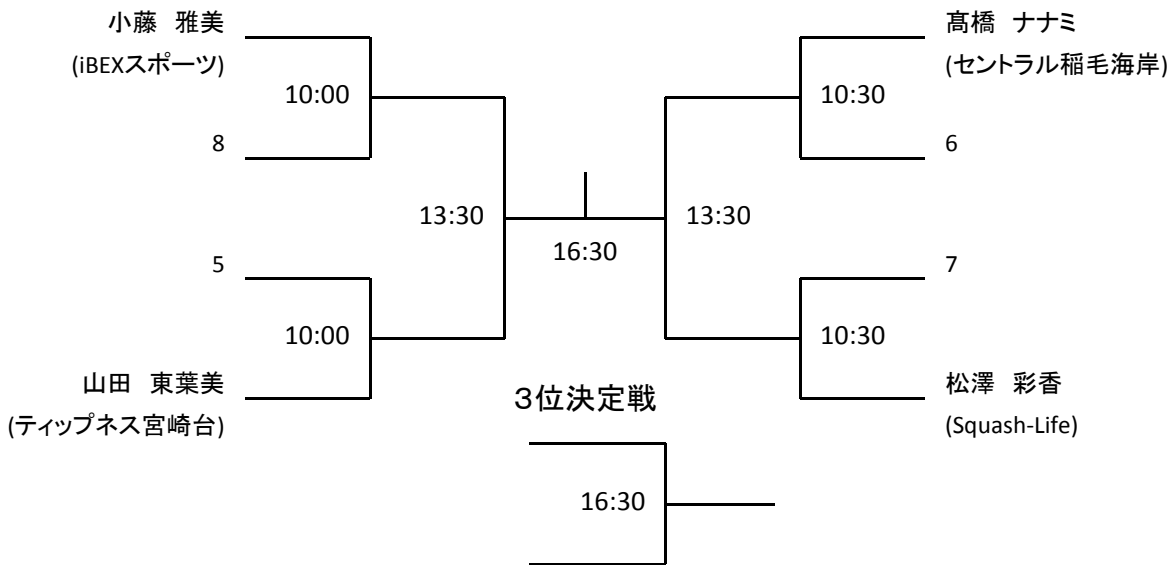 小藤　雅美
(iBEXスポーツ)
10:00
8
13:30
5
10:00
山田　東葉美
(ティップネス宮崎台)
16:30
髙橋　ナナミ
(セントラル稲毛海岸)
10:30
6
13:30
7
10:30
松澤　彩香
(Squash-Life)
３位決定戦
16:30